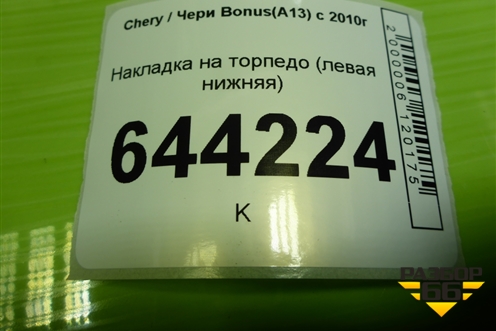 Chery / Чери Bonus(A13) с 2010г
Накладка на торпедо (левая
нижняя)
644224
К
2000006120175
РАЗБОР
66